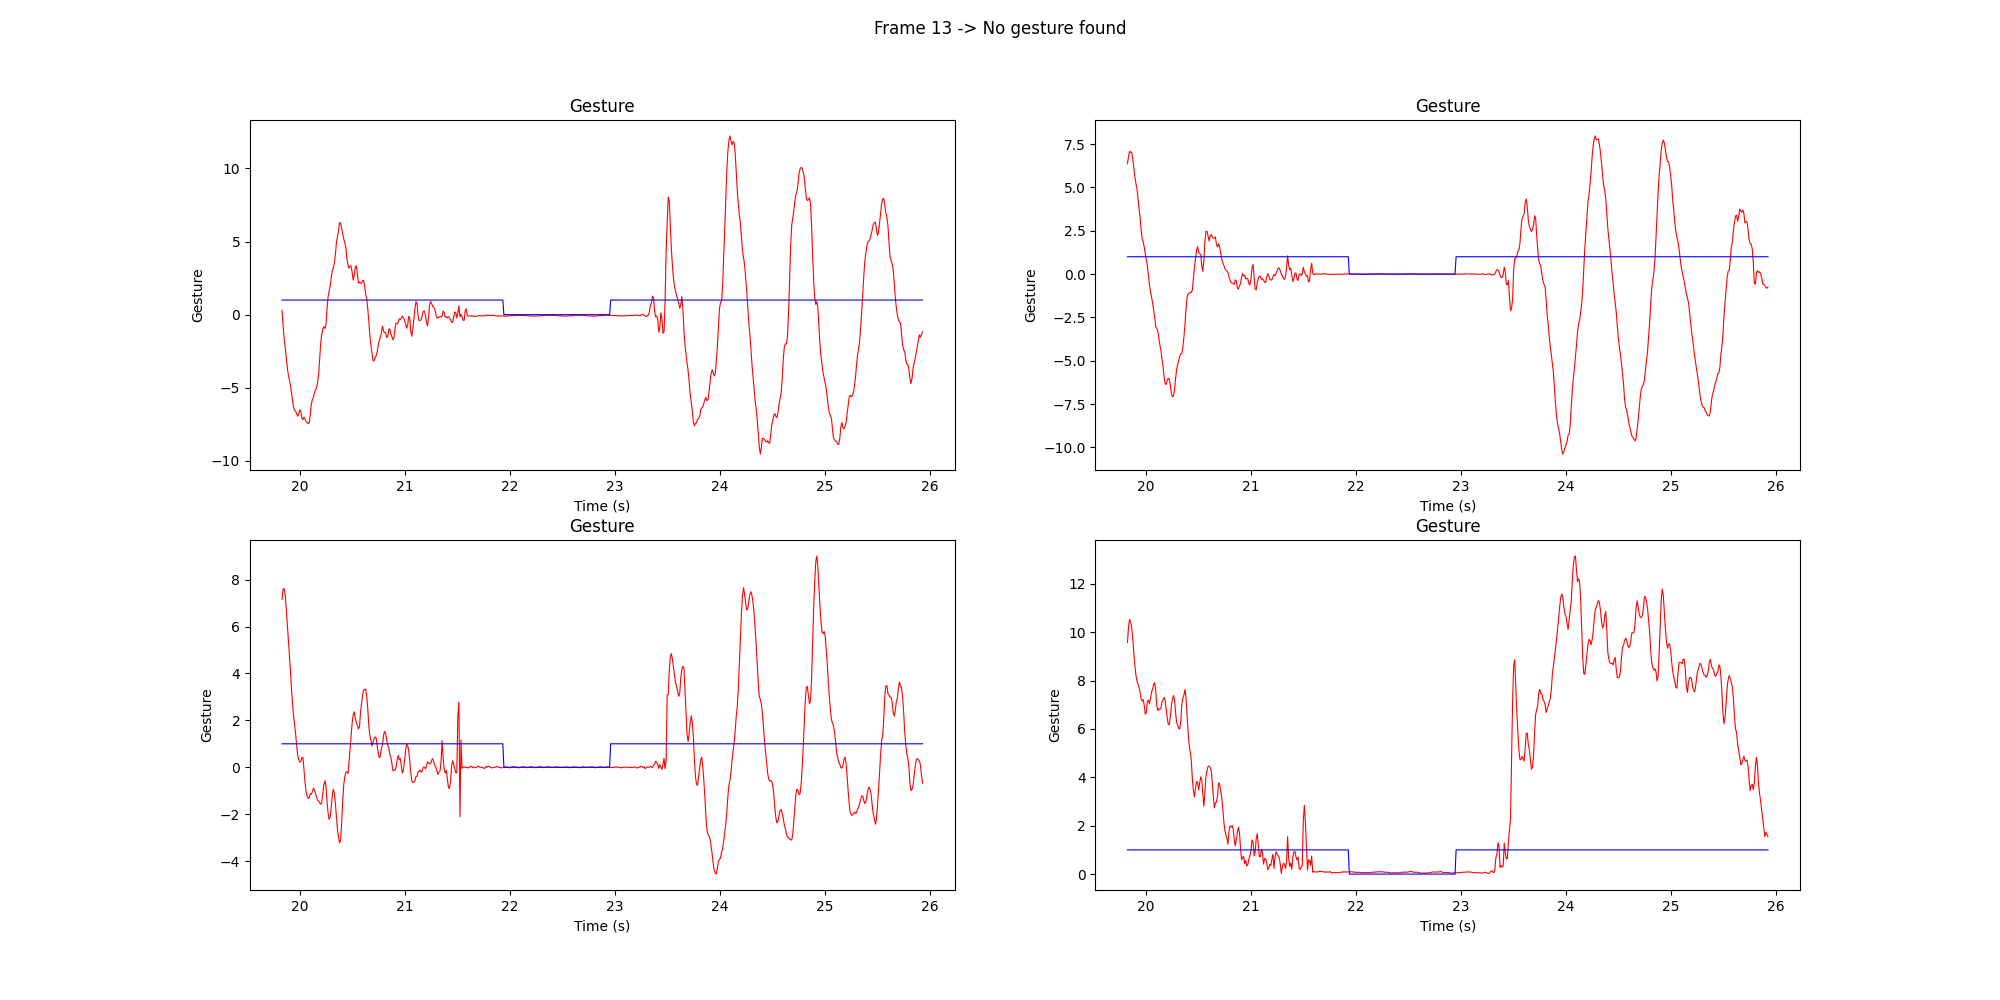 Frame 13 -> No gesture found
Gesture
Gesture
10
5
0
−5
−10
20 21 22 23 24 25 26
Time (s)
Gesture
Gesture
7.5
5.0
2.5
0.0
−2.5
−5.0
−7.5
−10.0
20 21 22 23 24 25 26
Time (s)
Gesture
Gesture
8
6
4
2
0
−2
−4
20 21 22 23 24 25 26
Time (s)
Gesture
Gesture
12
10
8
6
4
2
0
20 21 22 23 24 25 26
Time (s)